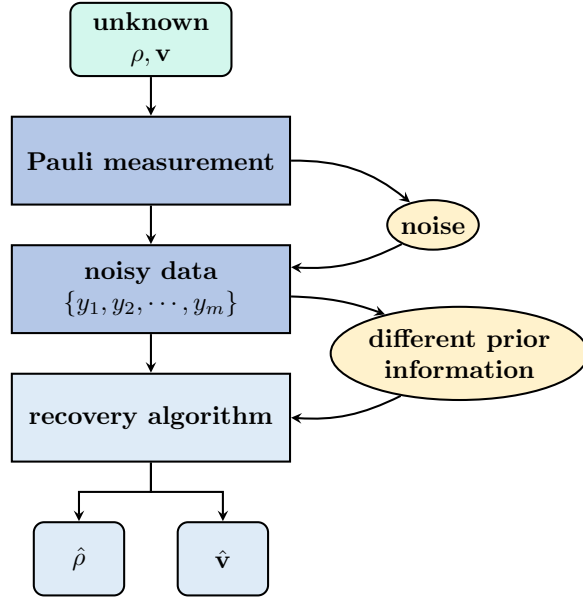 unknown
ρ, v
Pauli measurement
noise
noisy data
{y₁, y₂, ⋯, yₘ}
different prior
information
recovery algorithm
ρ̂
v̂